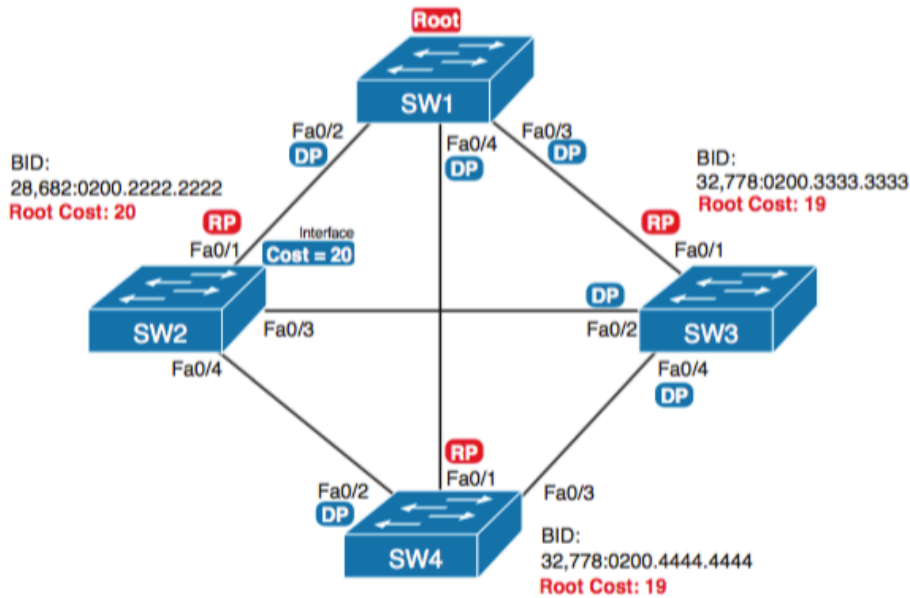 Root
SW1
Fa0/2
DP
Fa0/4
DP
Fa0/3
DP
BID:
28,682:0200.2222.2222
Root Cost: 20
BID:
32,778:0200.3333.3333
Root Cost: 19
RP
Fa0/1
Interface
Cost = 20
RP
Fa0/1
SW2
Fa0/3
Fa0/4
DP
Fa0/2
SW3
Fa0/4
DP
RP
Fa0/1
Fa0/2
DP
Fa0/3
SW4
BID:
32,778:0200.4444.4444
Root Cost: 19